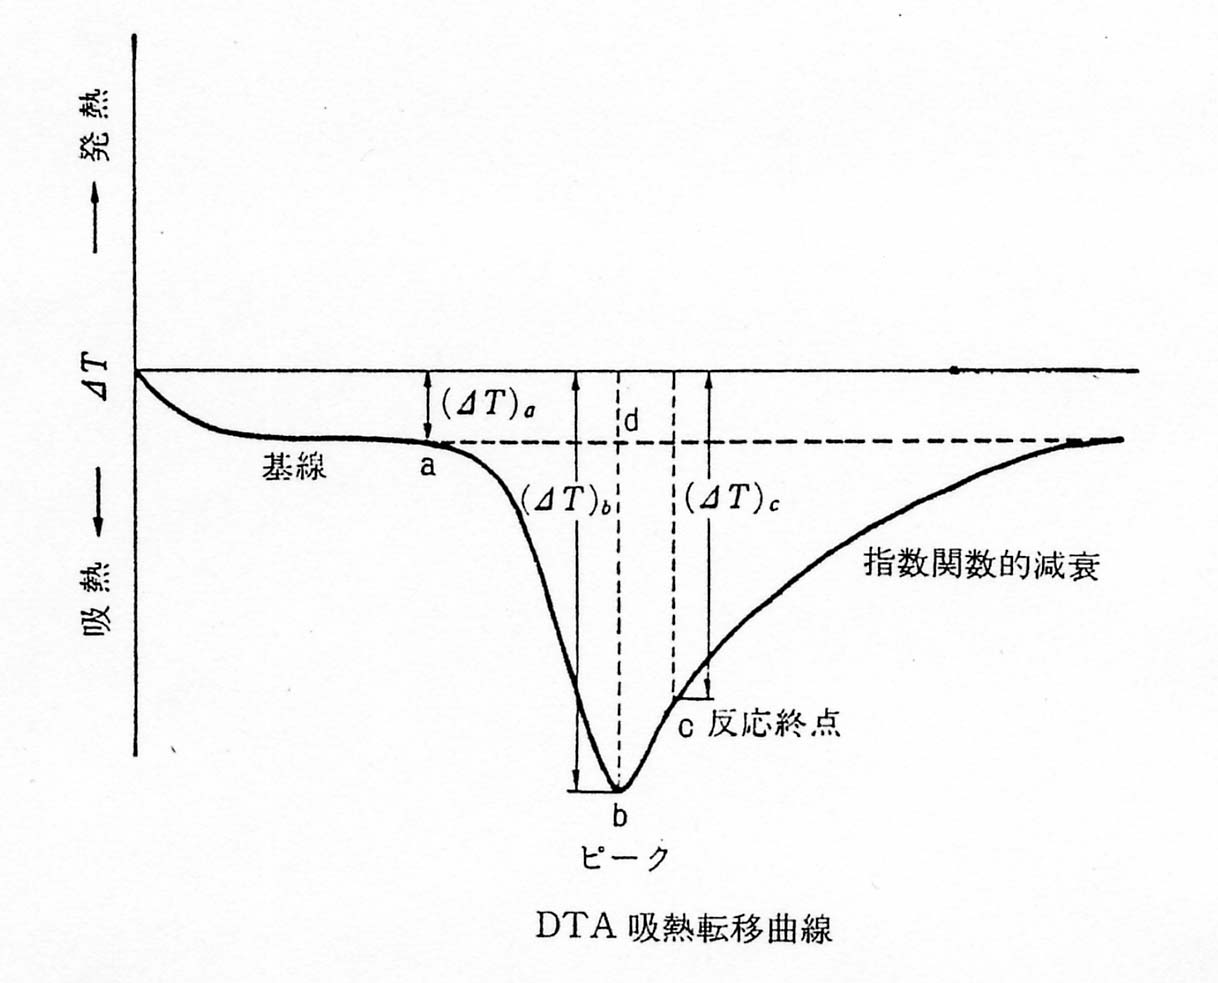 発熱
ΔT
吸熱
(ΔT)a
d
基線
a
(ΔT)b
(ΔT)c
指数関数的減衰
c 反応終点
b
ピーク
DTA 吸熱転移曲線